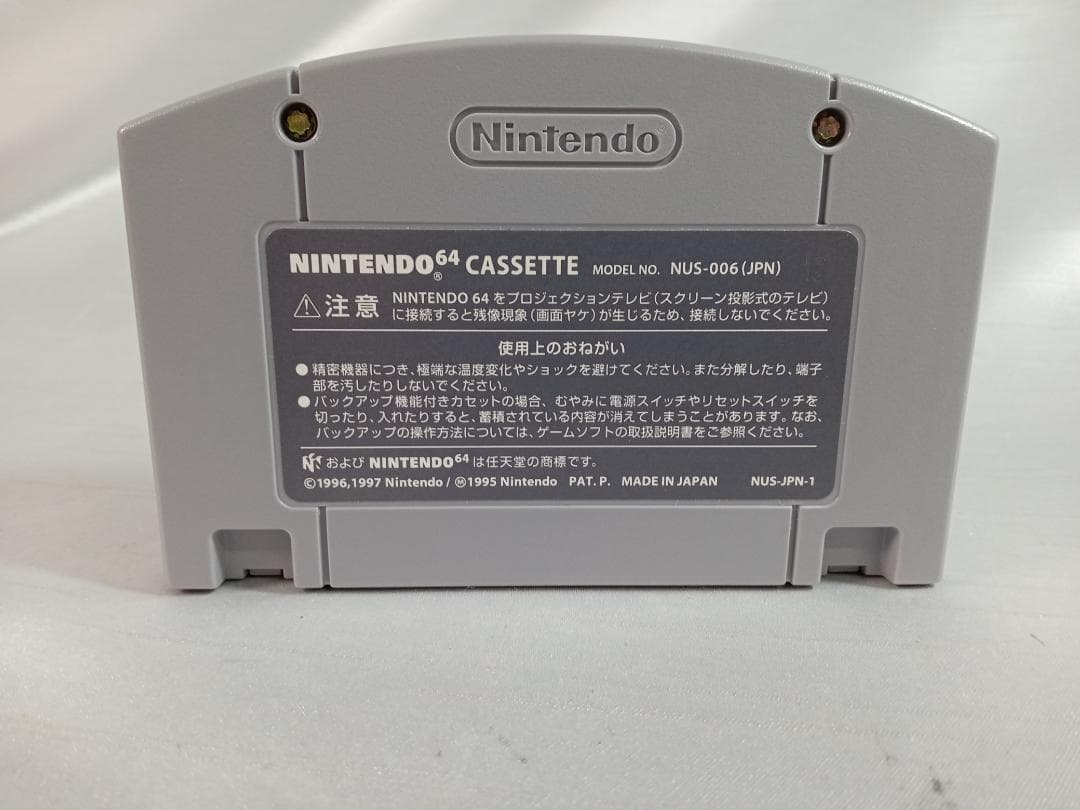 Nintendo
NINTENDO64® CASSETTE MODEL NO. NUS-006(JPN)
⚠注意 NINTENDO 64 をプロジェクションテレビ(スクリーン投影式のテレビ)
に接続すると残像現象(画面ヤケ)が生じるため、接続しないでください。
使用上のおねがい
●精密機器につき、極端な温度変化やショックを避けてください。また分解したり、端子
部を汚したりしないでください。
●バックアップ機能付きカセットの場合、むやみに電源スイッチやリセットスイッチを
切ったり、入れたりすると、蓄積されている内容が消えてしまうことがあります。なお、
バックアップの操作方法については、ゲームソフトの取扱説明書をご参照ください。
および NINTENDO64 は任天堂の商標です。
©1996,1997 Nintendo / Ⓜ1995 Nintendo PAT. P. MADE IN JAPAN NUS-JPN-1